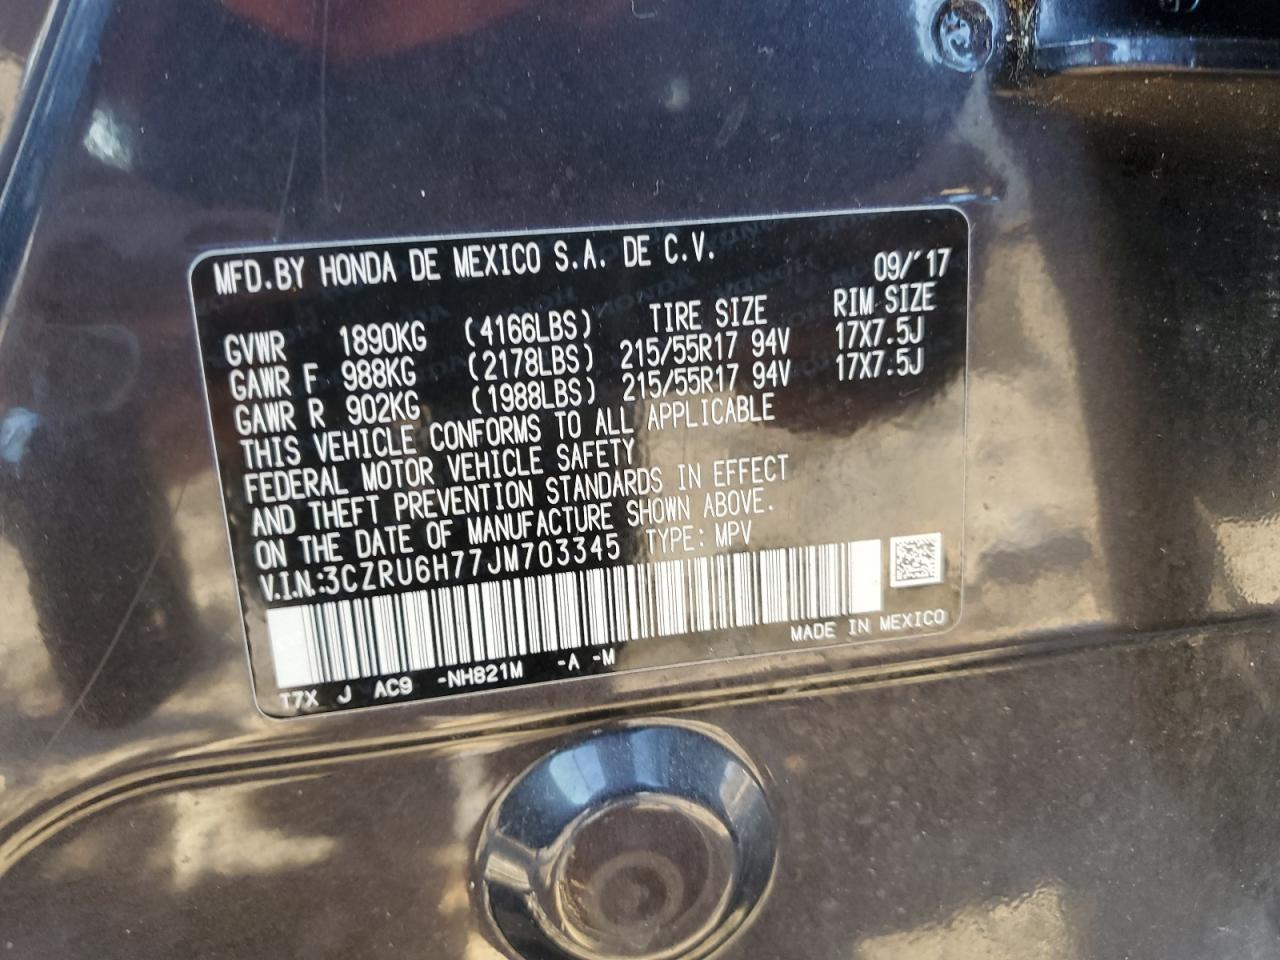 MFD.BY HONDA DE MEXICO S.A. DE C.V. 09/'17
TIRE SIZE RIM SIZE
GVWR 1890KG (4166LBS)
GAWR F 988KG (2178LBS) 215/55R17 94V 17X7.5J
GAWR R 902KG (1988LBS) 215/55R17 94V 17X7.5J
THIS VEHICLE CONFORMS TO ALL APPLICABLE
FEDERAL MOTOR VEHICLE SAFETY
AND THEFT PREVENTION STANDARDS IN EFFECT
ON THE DATE OF MANUFACTURE SHOWN ABOVE.
V.I.N.:3CZRU6H77JM703345 TYPE: MPV
MADE IN MEXICO
T7X J AC9 -NH821M -A -M